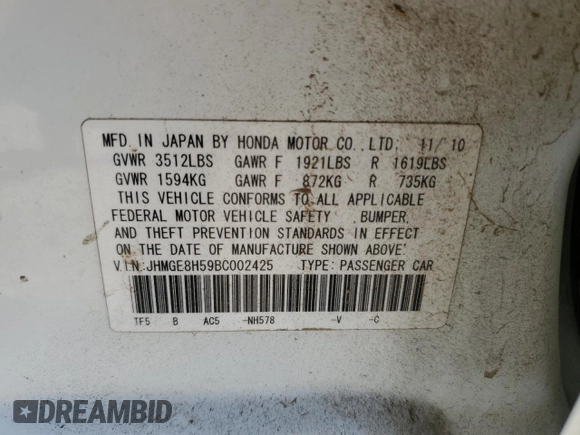 MFD. IN JAPAN BY HONDA MOTOR CO., LTD. 11/10
GVWR 3512LBS GAWR F 1921LBS R 1619LBS
GVWR 1594KG GAWR F 872KG R 735KG
THIS VEHICLE CONFORMS TO ALL APPLICABLE
FEDERAL MOTOR VEHICLE SAFETY , BUMPER,
AND THEFT PREVENTION STANDARDS IN EFFECT
ON THE DATE OF MANUFACTURE SHOWN ABOVE.
V.I.N:JHMGE8H59BC002425 TYPE: PASSENGER CAR
TF5 B AC5 -NH578 -V -C
DREAMBID